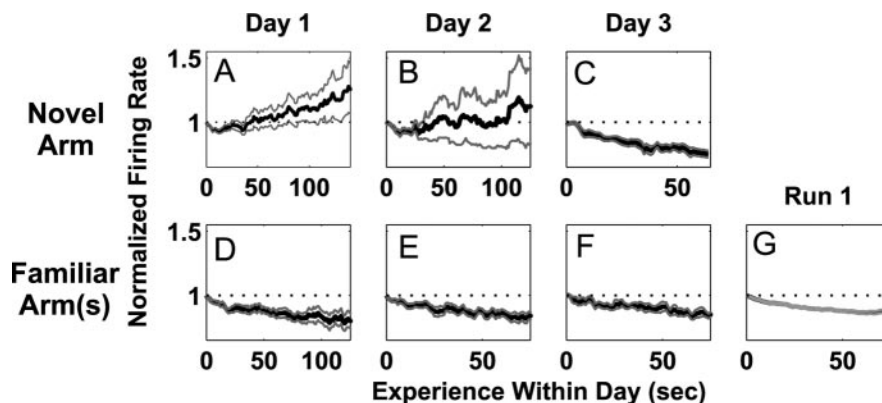 Day 1
Day 2
Day 3
Novel
Arm
Normalized Firing Rate
1.5
1
A
0
50
100
B
0
50
100
C
0
50
Run 1
Familiar
Arm(s)
1.5
1
D
0
50
100
E
0
50
F
0
50
G
0
50
Experience Within Day (sec)